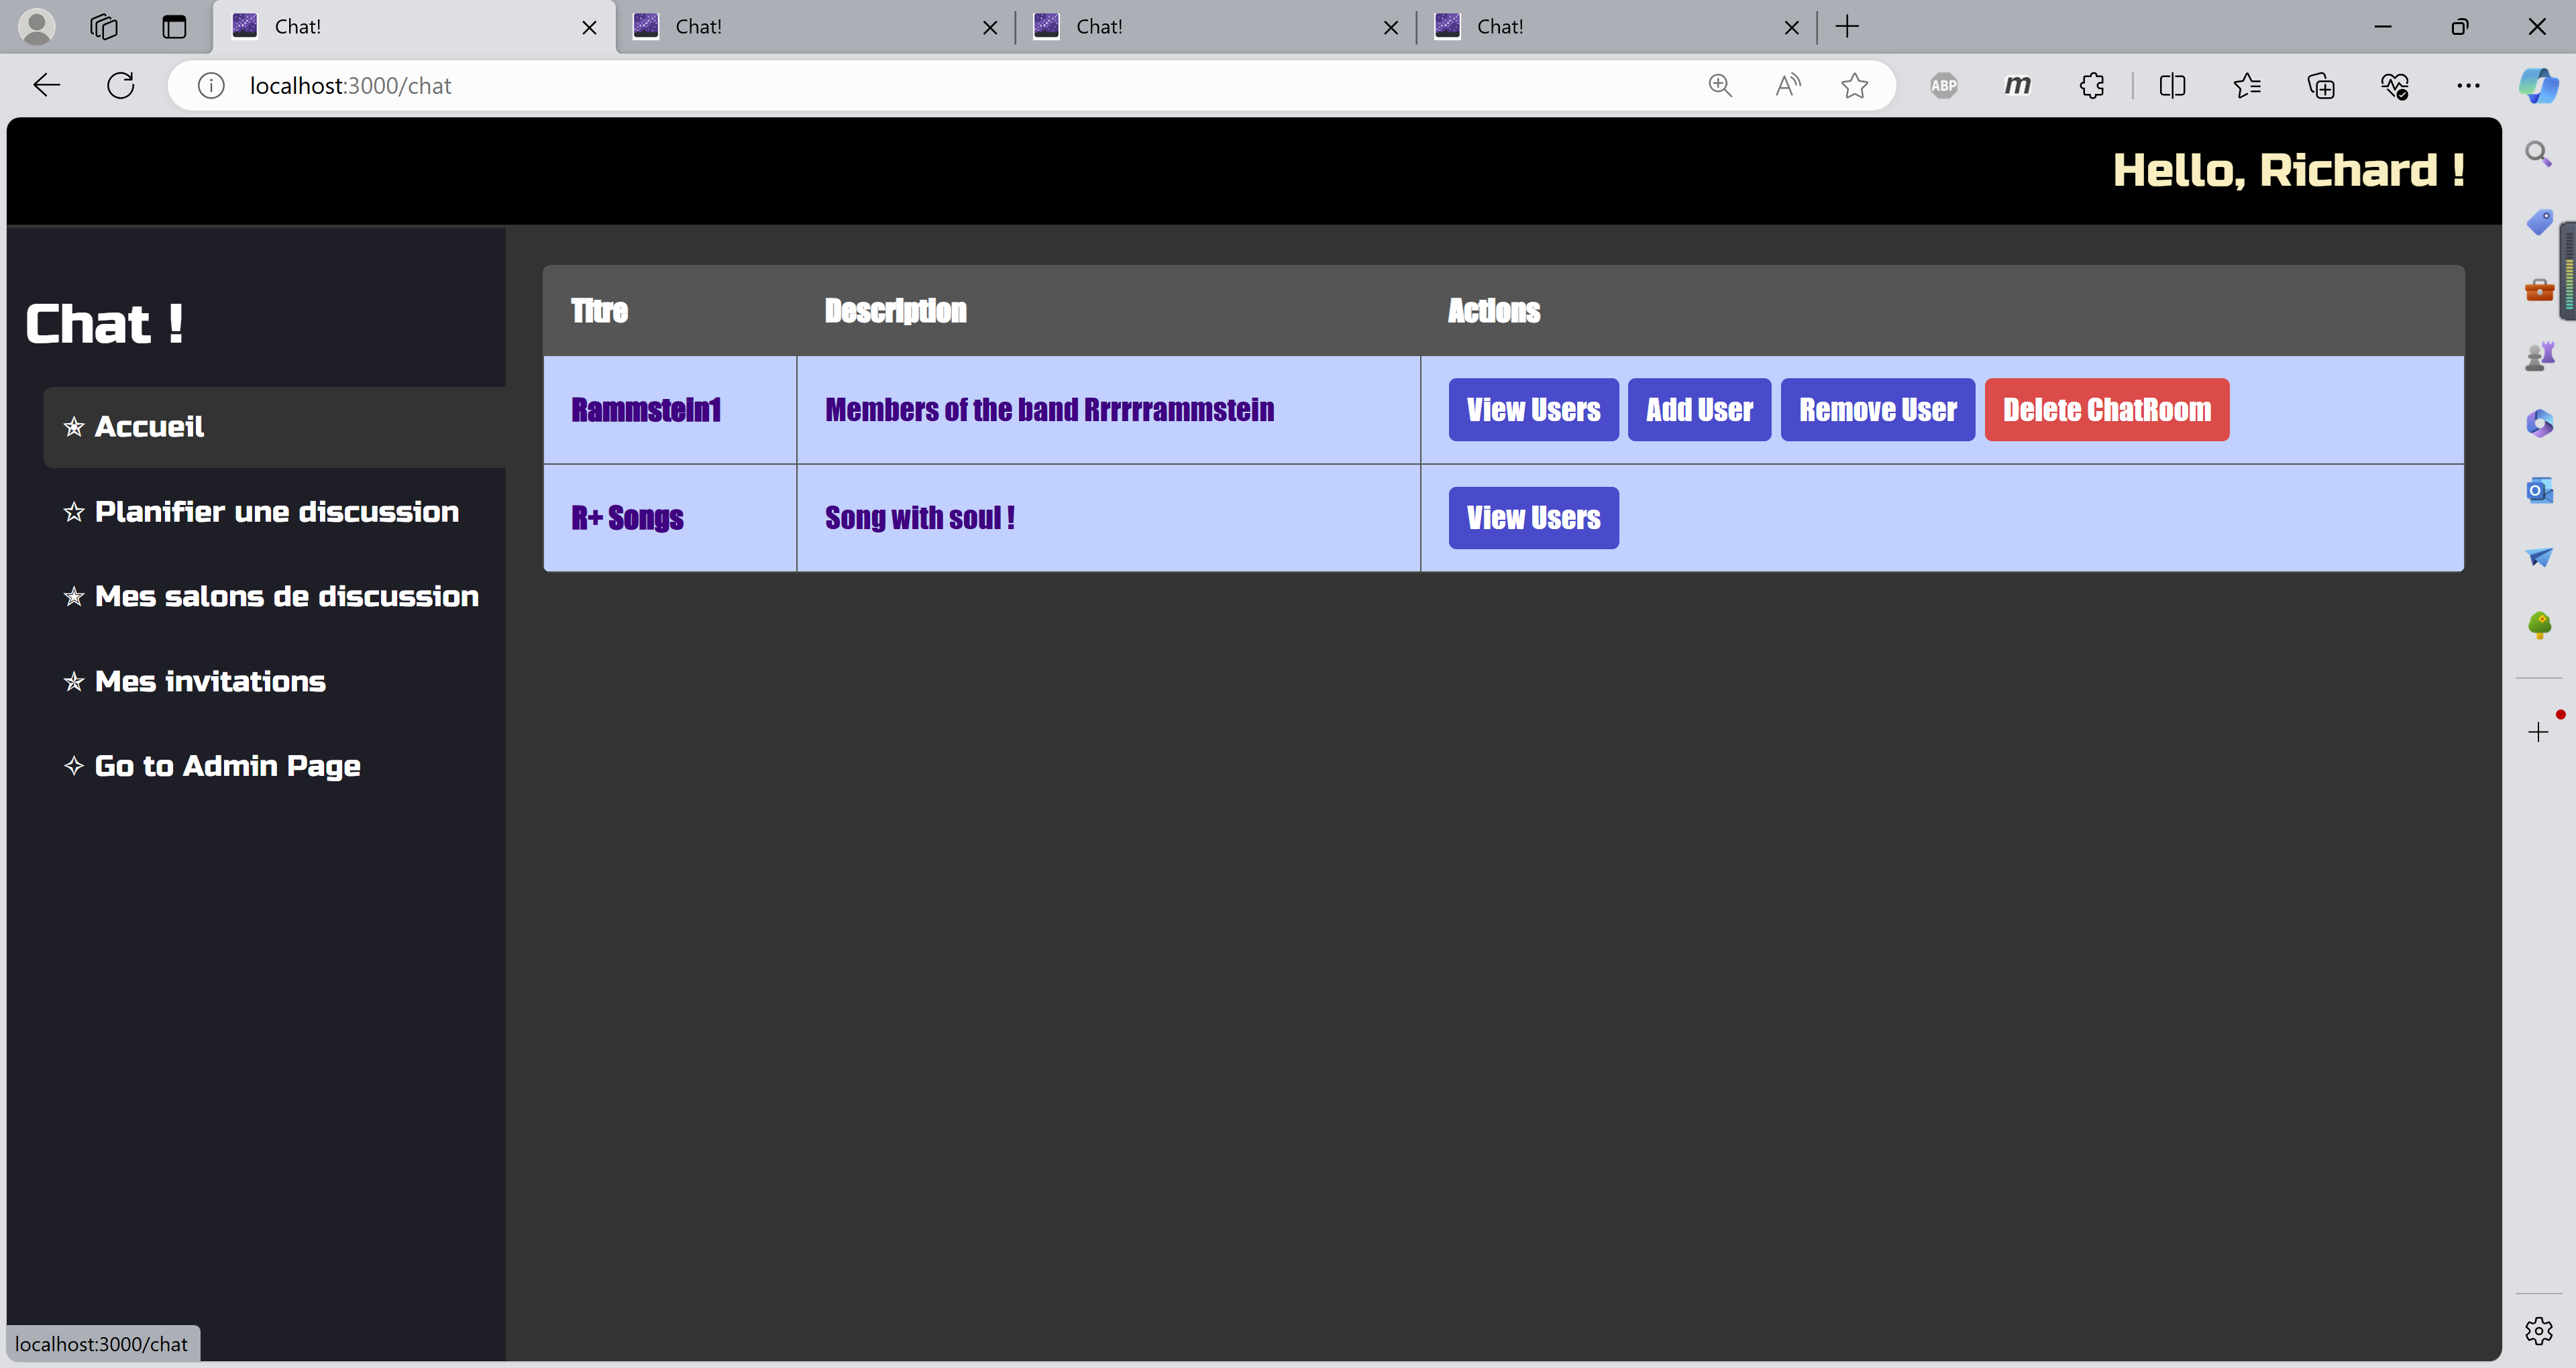 Chat!
Chat!
Chat!
Chat!
localhost:3000/chat
ABP
m
Hello, Richard !
Chat !
✯ Accueil
☆ Planifier une discussion
✯ Mes salons de discussion
✯ Mes invitations
✧ Go to Admin Page
Titre Description Actions
Rammstein1 Members of the band Rrrrrrammstein View Users Add User Remove User Delete ChatRoom
R+ Songs Song with soul ! View Users
localhost:3000/chat